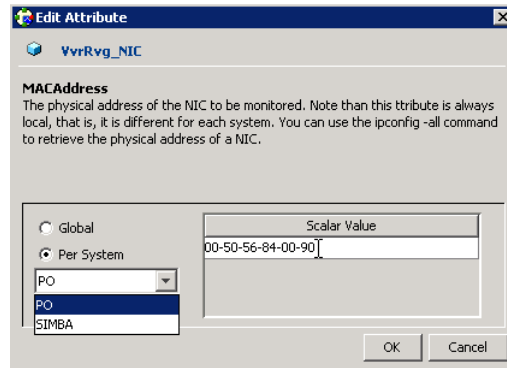 Edit Attribute
VvrRvg_NIC
MACAddress
The physical address of the NIC to be monitored. Note than this ttribute is always
local, that is, it is different for each system. You can use the ipconfig -all command
to retrieve the physical address of a NIC.
Global
Per System
PO
PO
SIMBA
Scalar Value
00-50-56-84-00-90
OK
Cancel